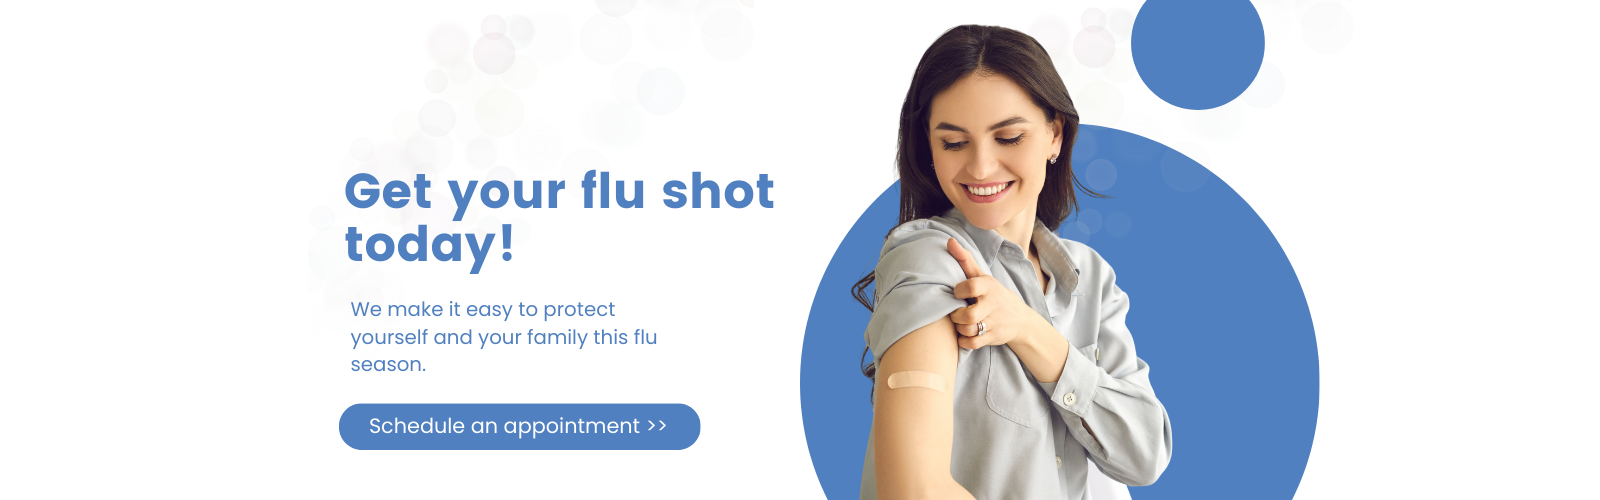 Get your flu shot
today!
We make it easy to protect
yourself and your family this flu
season.
Schedule an appointment >>